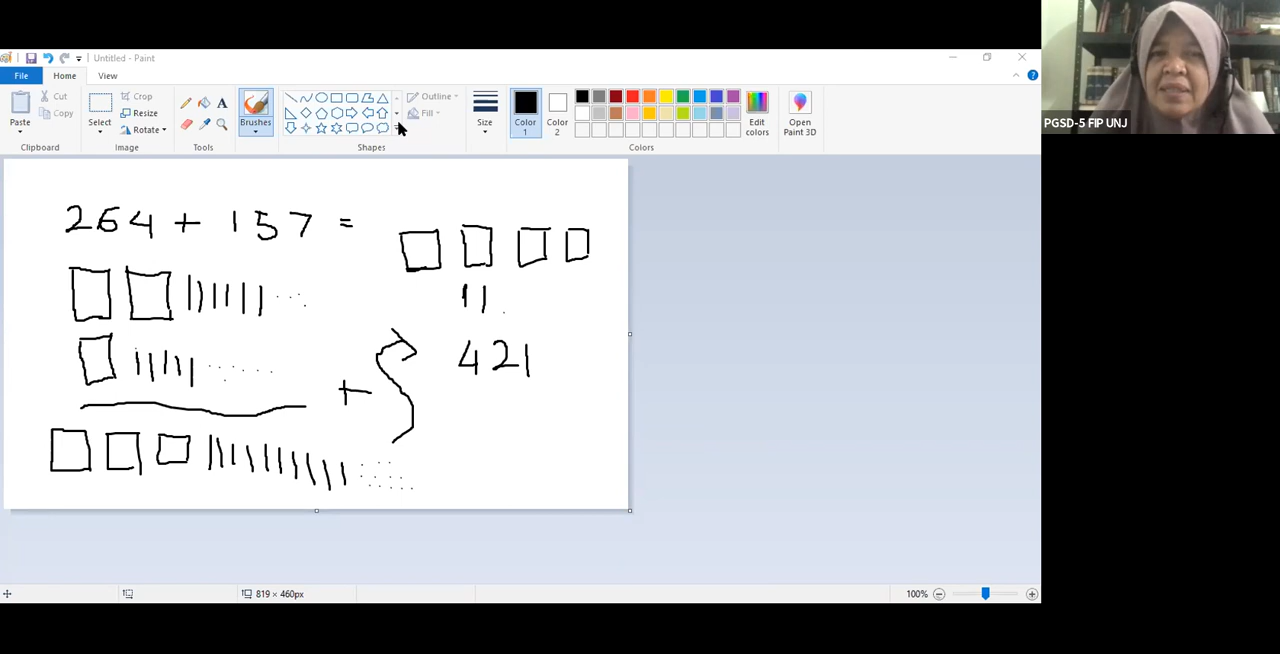 Untitled - Paint
File Home View
Cut
Copy
Paste
Clipboard
Crop
Resize
Rotate
Select
Image
Tools
Brushes
Outline
Fill
Shapes
Size
Color 1
Color 2
Edit colors
Open Paint 3D
Colors
PGSD-5 FIP UNJ
264 + 157 =
+
421
819 × 460px
100%